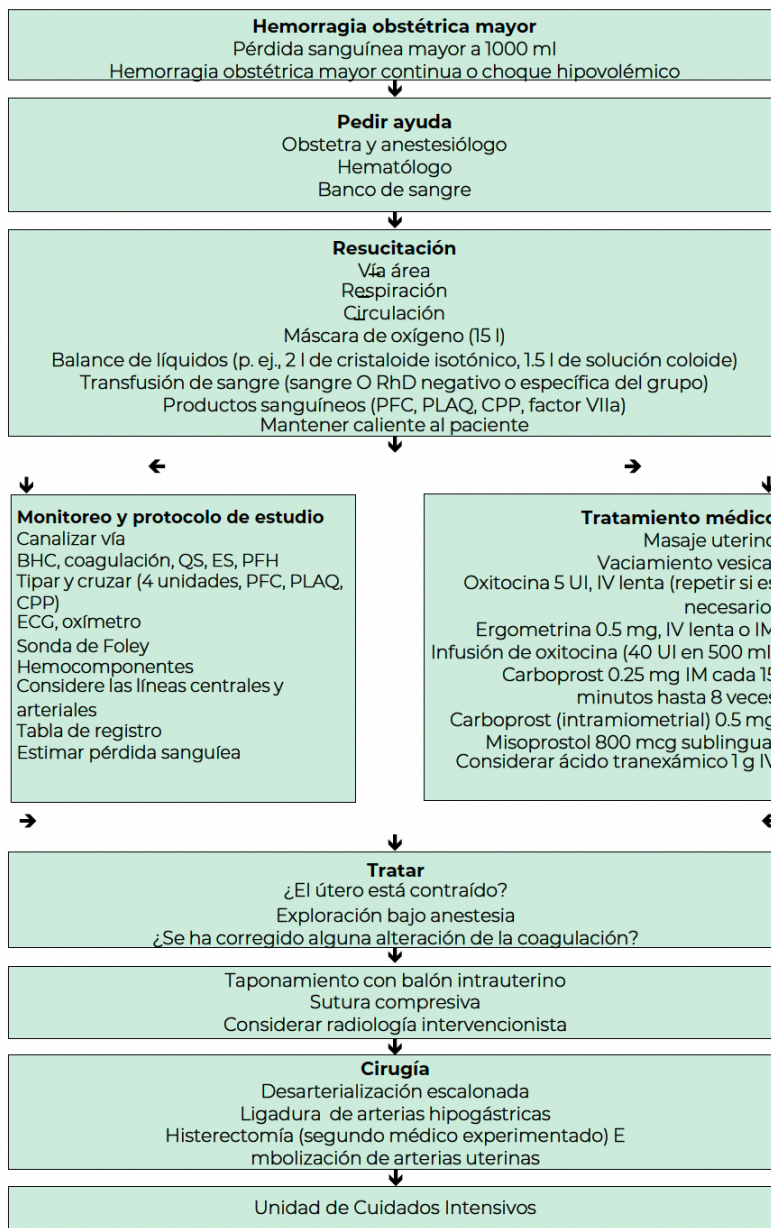 Hemorragia obstétrica mayor
Pérdida sanguínea mayor a 1000 ml
Hemorragia obstétrica mayor continua o choque hipovolémico
Pedir ayuda
Obstetra y anestesiólogo
Hematólogo
Banco de sangre
Resucitación
Vía área
Respiración
Circulación
Máscara de oxígeno (15 l)
Balance de líquidos (p. ej., 2 l de cristaloide isotónico, 1.5 l de solución coloide)
Transfusión de sangre (sangre O RhD negativo o específica del grupo)
Productos sanguíneos (PFC, PLAQ, CPP, factor VIIa)
Mantener caliente al paciente
Monitoreo y protocolo de estudio
Canalizar vía
BHC, coagulación, QS, ES, PFH
Tipar y cruzar (4 unidades, PFC, PLAQ,
CPP)
ECG, oxímetro
Sonda de Foley
Hemocomponentes
Considere las líneas centrales y
arteriales
Tabla de registro
Estimar pérdida sanguíea
Tratamiento médico
Masaje uterino
Vaciamiento vesica
Oxitocina 5 UI, IV lenta (repetir si es
necesario
Ergometrina 0.5 mg, IV lenta o IM
Infusión de oxitocina (40 UI en 500 ml
Carboprost 0.25 mg IM cada 15
minutos hasta 8 veces
Carboprost (intramiometrial) 0.5 mg
Misoprostol 800 mcg sublingua
Considerar ácido tranexámico 1 g IV
Tratar
¿El útero está contraído?
Exploración bajo anestesia
¿Se ha corregido alguna alteración de la coagulación?
Taponamiento con balón intrauterino
Sutura compresiva
Considerar radiología intervencionista
Cirugía
Desarterialización escalonada
Ligadura de arterias hipogástricas
Histerectomía (segundo médico experimentado) E
mbolización de arterias uterinas
Unidad de Cuidados Intensivos